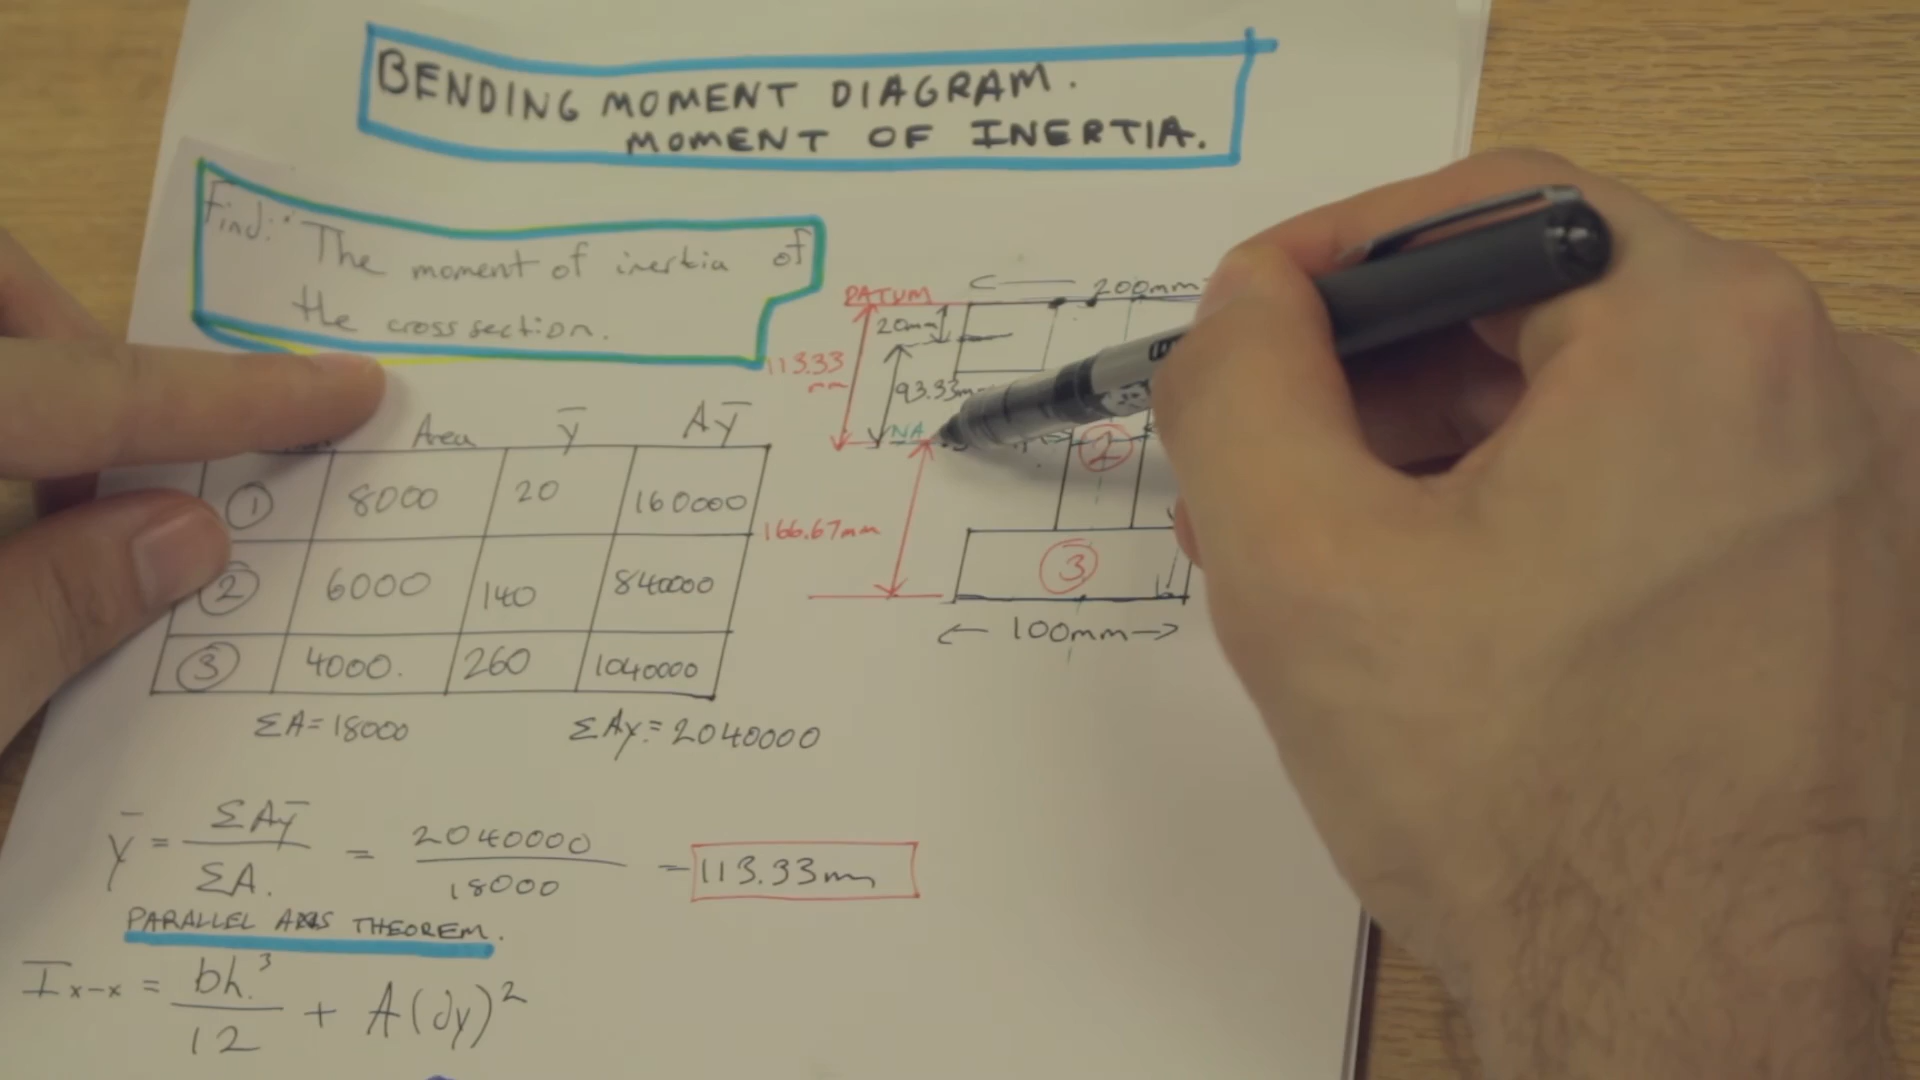 BENDING MOMENT DIAGRAM.
MOMENT OF INERTIA.
Find: The moment of inertia of
the cross section.
DATUM
200mm
20mm
113.33
mm
93.33m
NA
2
166.67mm
3
100mm
Area ȳ Aȳ
1 8000 20 160000
2 6000 140 840000
3 4000. 260 1040000
ΣA=18000 ΣAy=2040000
ȳ = ΣAȳ / ΣA. = 2040000 / 18000 = 113.33mm
PARALLEL AXIS THEOREM.
Ix-x = bh³ / 12 + A(dy)²